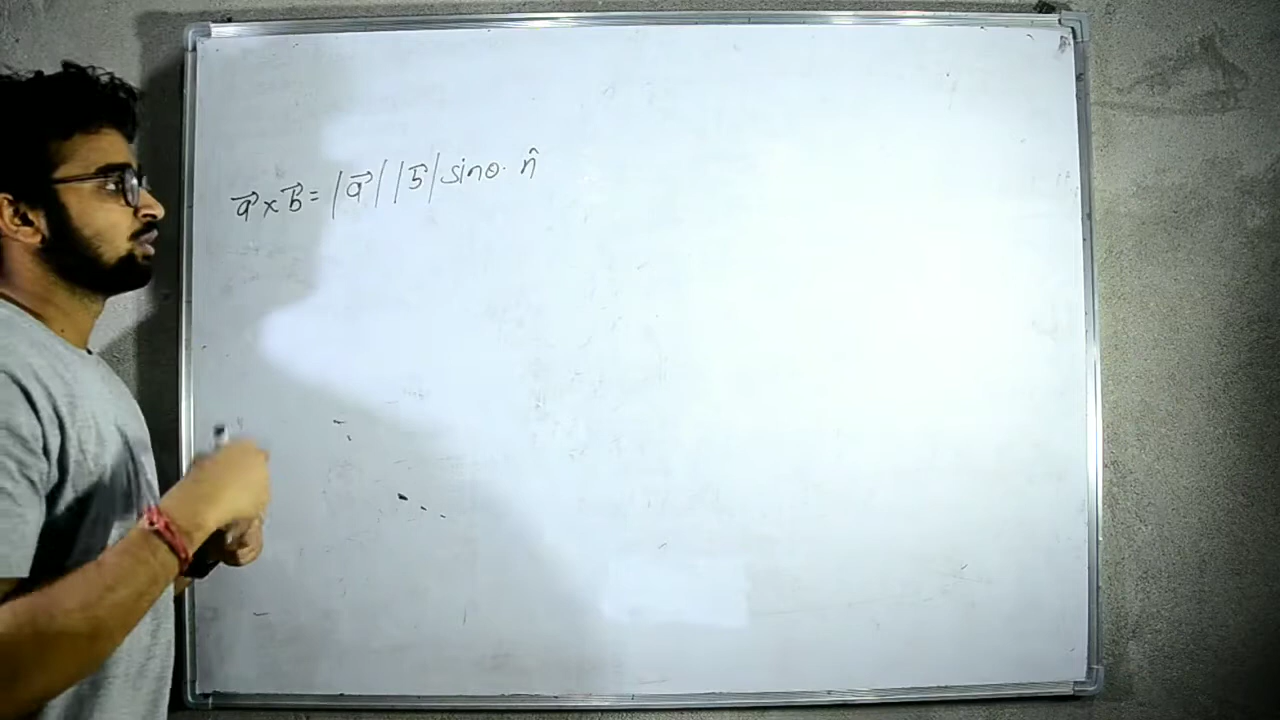 a⃗ × b⃗ = |a⃗| |b⃗| sinθ · n̂